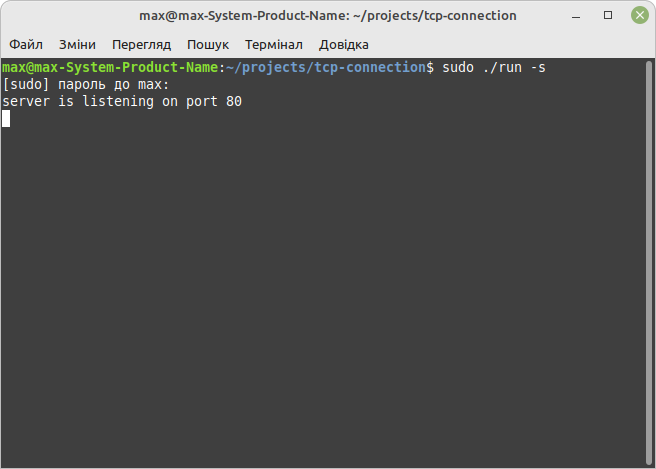 max@max-System-Product-Name: ~/projects/tcp-connection
Файл Зміни Перегляд Пошук Термінал Довідка
max@max-System-Product-Name:~/projects/tcp-connection$ sudo ./run -s
[sudo] пароль до max:
server is listening on port 80